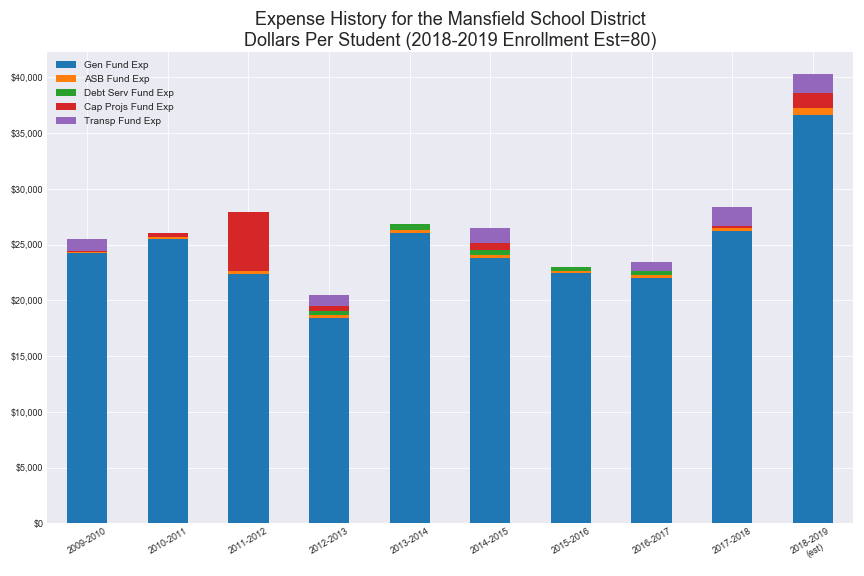 Expense History for the Mansfield School District
Dollars Per Student (2018-2019 Enrollment Est=80)
Gen Fund Exp
ASB Fund Exp
Debt Serv Fund Exp
Cap Projs Fund Exp
Transp Fund Exp
$40,000
$35,000
$30,000
$25,000
$20,000
$15,000
$10,000
$5,000
$0
2009-2010
2010-2011
2011-2012
2012-2013
2013-2014
2014-2015
2015-2016
2016-2017
2017-2018
2018-2019
(est)